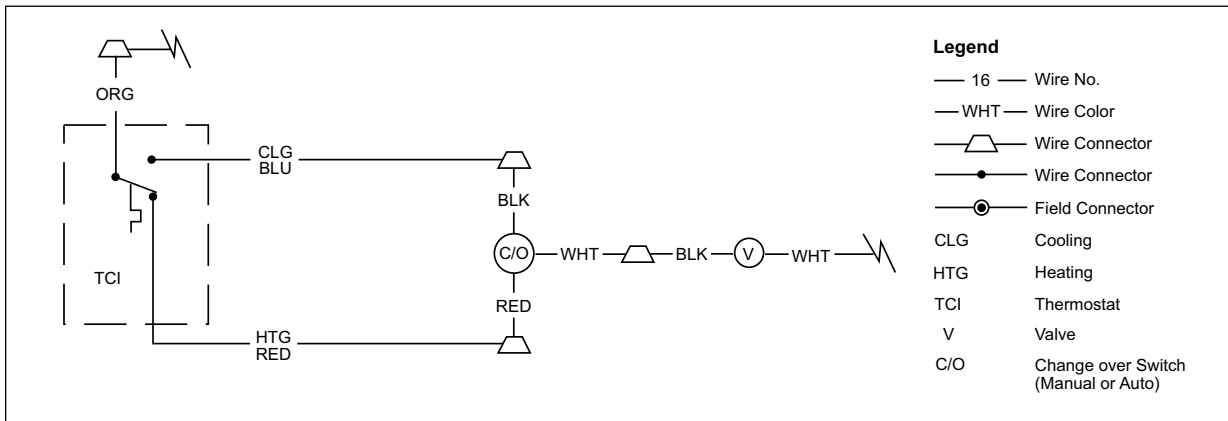 ORG
CLG
BLU
TCI
HTG
RED
BLK
C/O
WHT
BLK
V
WHT
RED
Legend
16 Wire No.
WHT Wire Color
Wire Connector
Wire Connector
Field Connector
CLG Cooling
HTG Heating
TCI Thermostat
V Valve
C/O Change over Switch
(Manual or Auto)